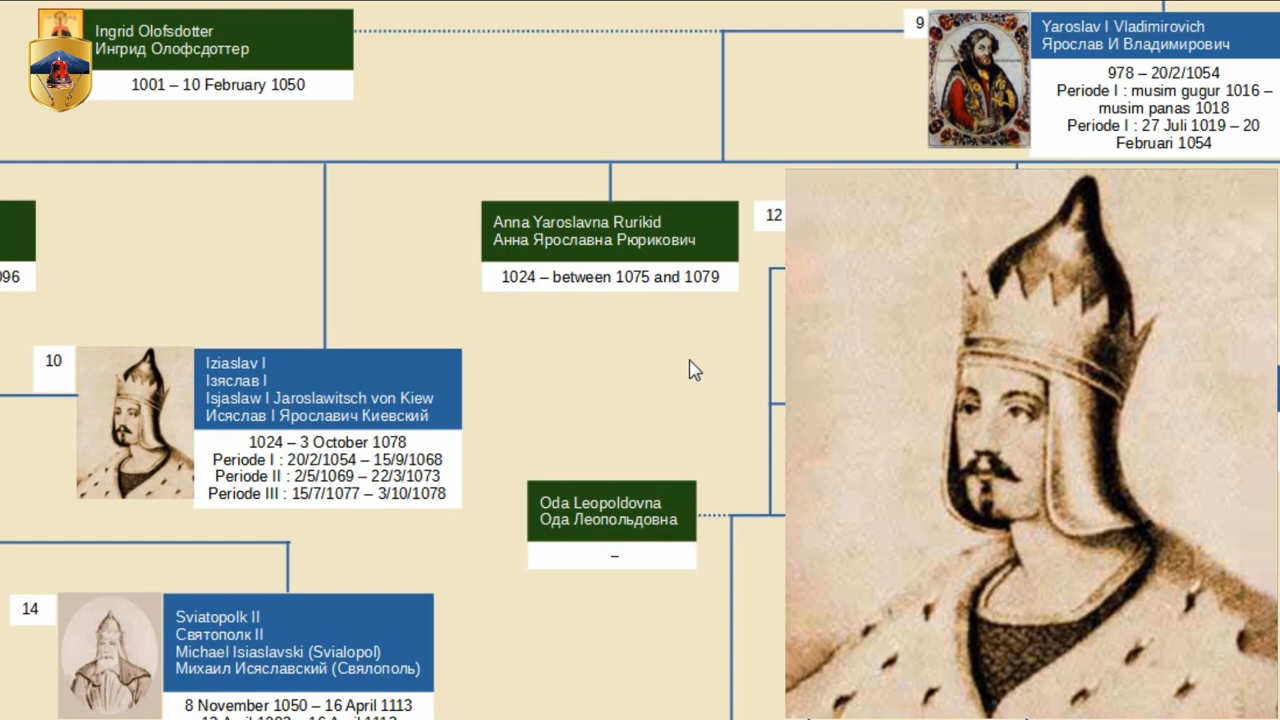 Ingrid Olofsdotter
Ингрид Олофсдоттер
1001 – 10 February 1050
9
Yaroslav I Vladimirovich
Ярослав И Владимирович
978 – 20/2/1054
Periode I : musim gugur 1016 –
musim panas 1018
Periode I : 27 Juli 1019 – 20
Februari 1054
096
Anna Yaroslavna Rurikid
Анна Ярославна Рюрикович
1024 – between 1075 and 1079
12
10
Iziaslav I
Ізяслав I
Isjaslaw I Jaroslawitsch von Kiew
Исяслав I Ярославич Киевский
1024 – 3 October 1078
Periode I : 20/2/1054 – 15/9/1068
Periode II : 2/5/1069 – 22/3/1073
Periode III : 15/7/1077 – 3/10/1078
Oda Leopoldovna
Ода Леопольдовна
–
14
Sviatopolk II
Святополк II
Michael Isiaslavski (Svialopol)
Михаил Исяславский (Свялополь)
8 November 1050 – 16 April 1113